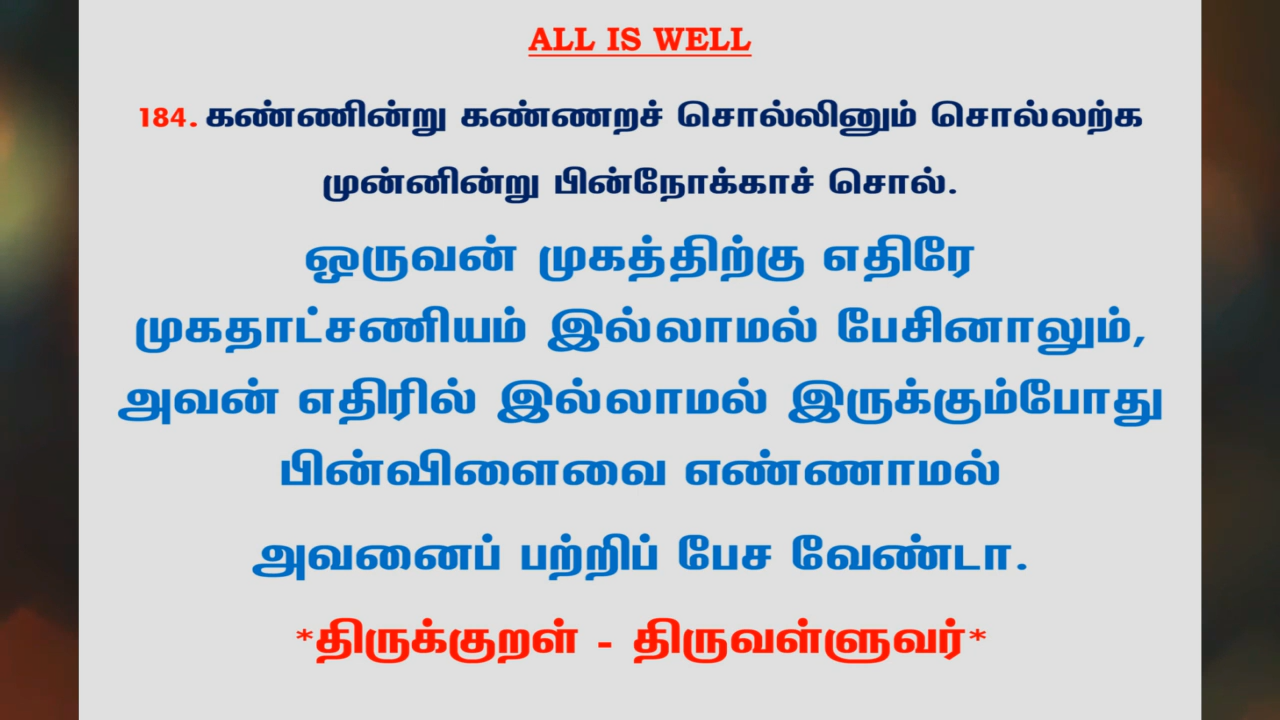 ALL IS WELL
184. கண்ணின்று கண்ணறச் சொல்லினும் சொல்லற்க
முன்னின்று பின்நோக்காச் சொல்.
ஒருவன் முகத்திற்கு எதிரே
முகதாட்சணியம் இல்லாமல் பேசினாலும்,
அவன் எதிரில் இல்லாமல் இருக்கும்போது
பின்விளைவை எண்ணாமல்
அவனைப் பற்றிப் பேச வேண்டா.
*திருக்குறள் - திருவள்ளுவர்*